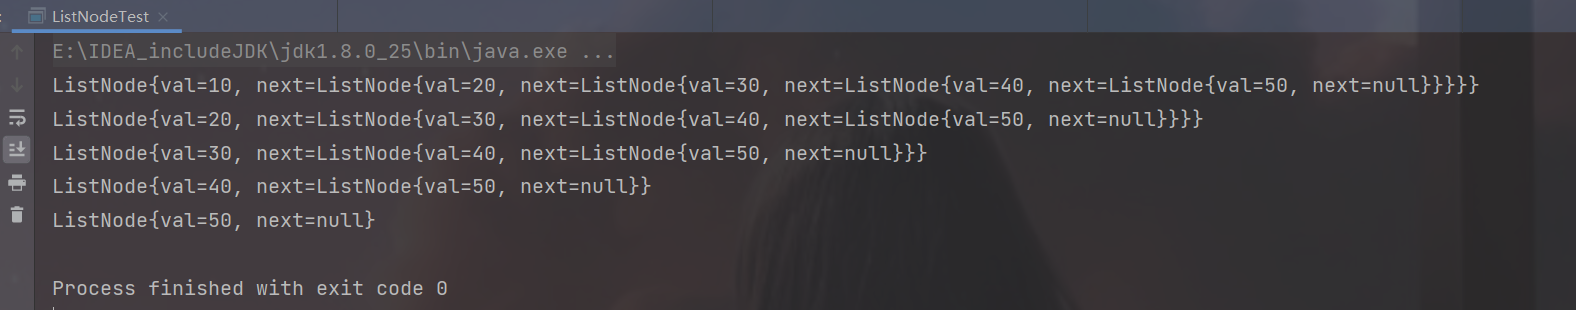 ListNodeTest
E:\IDEA_includeJDK\jdk1.8.0_25\bin\java.exe ...
ListNode{val=10, next=ListNode{val=20, next=ListNode{val=30, next=ListNode{val=40, next=ListNode{val=50, next=null}}}}}
ListNode{val=20, next=ListNode{val=30, next=ListNode{val=40, next=ListNode{val=50, next=null}}}}
ListNode{val=30, next=ListNode{val=40, next=ListNode{val=50, next=null}}}
ListNode{val=40, next=ListNode{val=50, next=null}}
ListNode{val=50, next=null}
Process finished with exit code 0